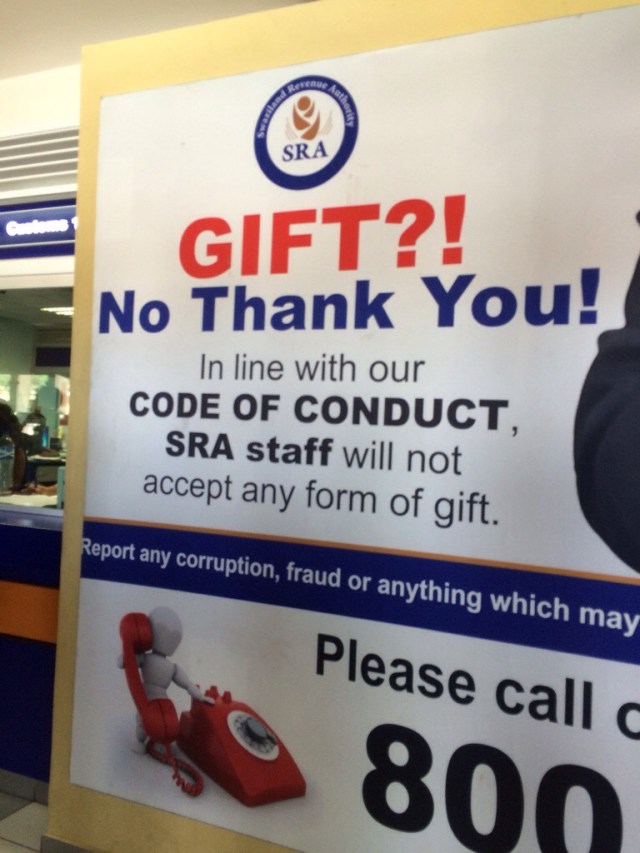 Swaziland Revenue Authority
SRA
GIFT?!
No Thank You!
In line with our
CODE OF CONDUCT,
SRA staff will not
accept any form of gift.
Report any corruption, fraud or anything which may
Please call
800
Customs